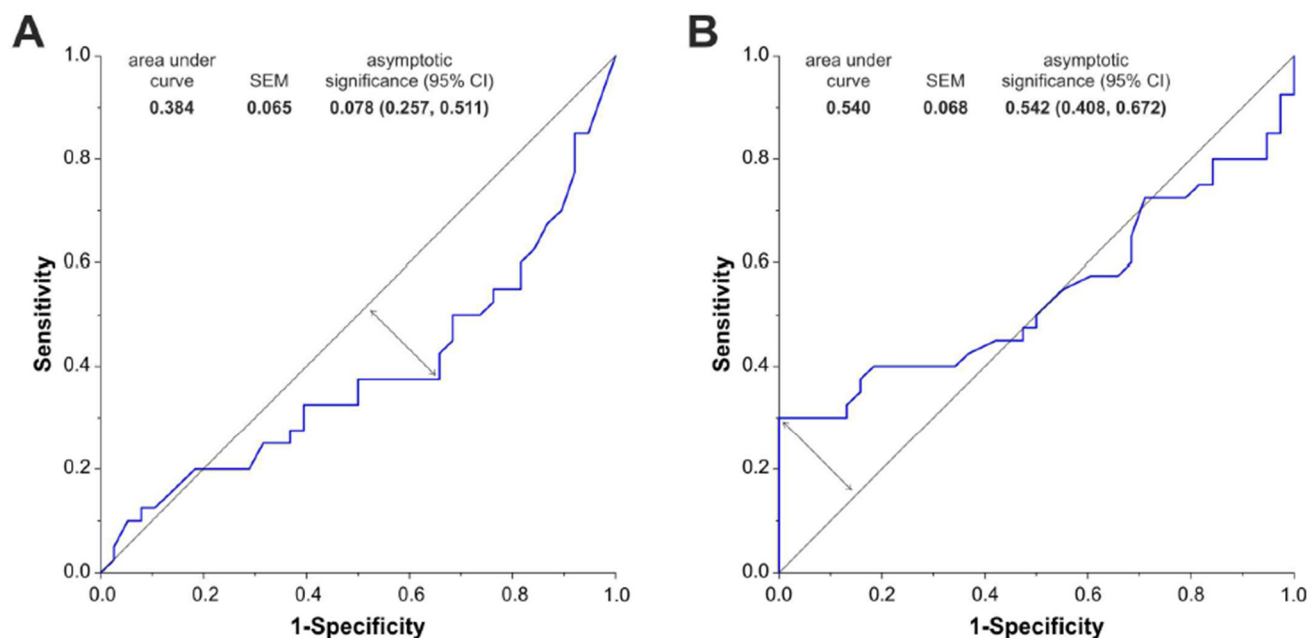 A
area under curve SEM asymptotic significance (95% CI)
0.384 0.065 0.078 (0.257, 0.511)
1.0
0.8
0.6
0.4
0.2
0.0
Sensitivity
0.0 0.2 0.4 0.6 0.8 1.0
1-Specificity
B
area under curve SEM asymptotic significance (95% CI)
0.540 0.068 0.542 (0.408, 0.672)
1.0
0.8
0.6
0.4
0.2
0.0
Sensitivity
0.0 0.2 0.4 0.6 0.8 1.0
1-Specificity